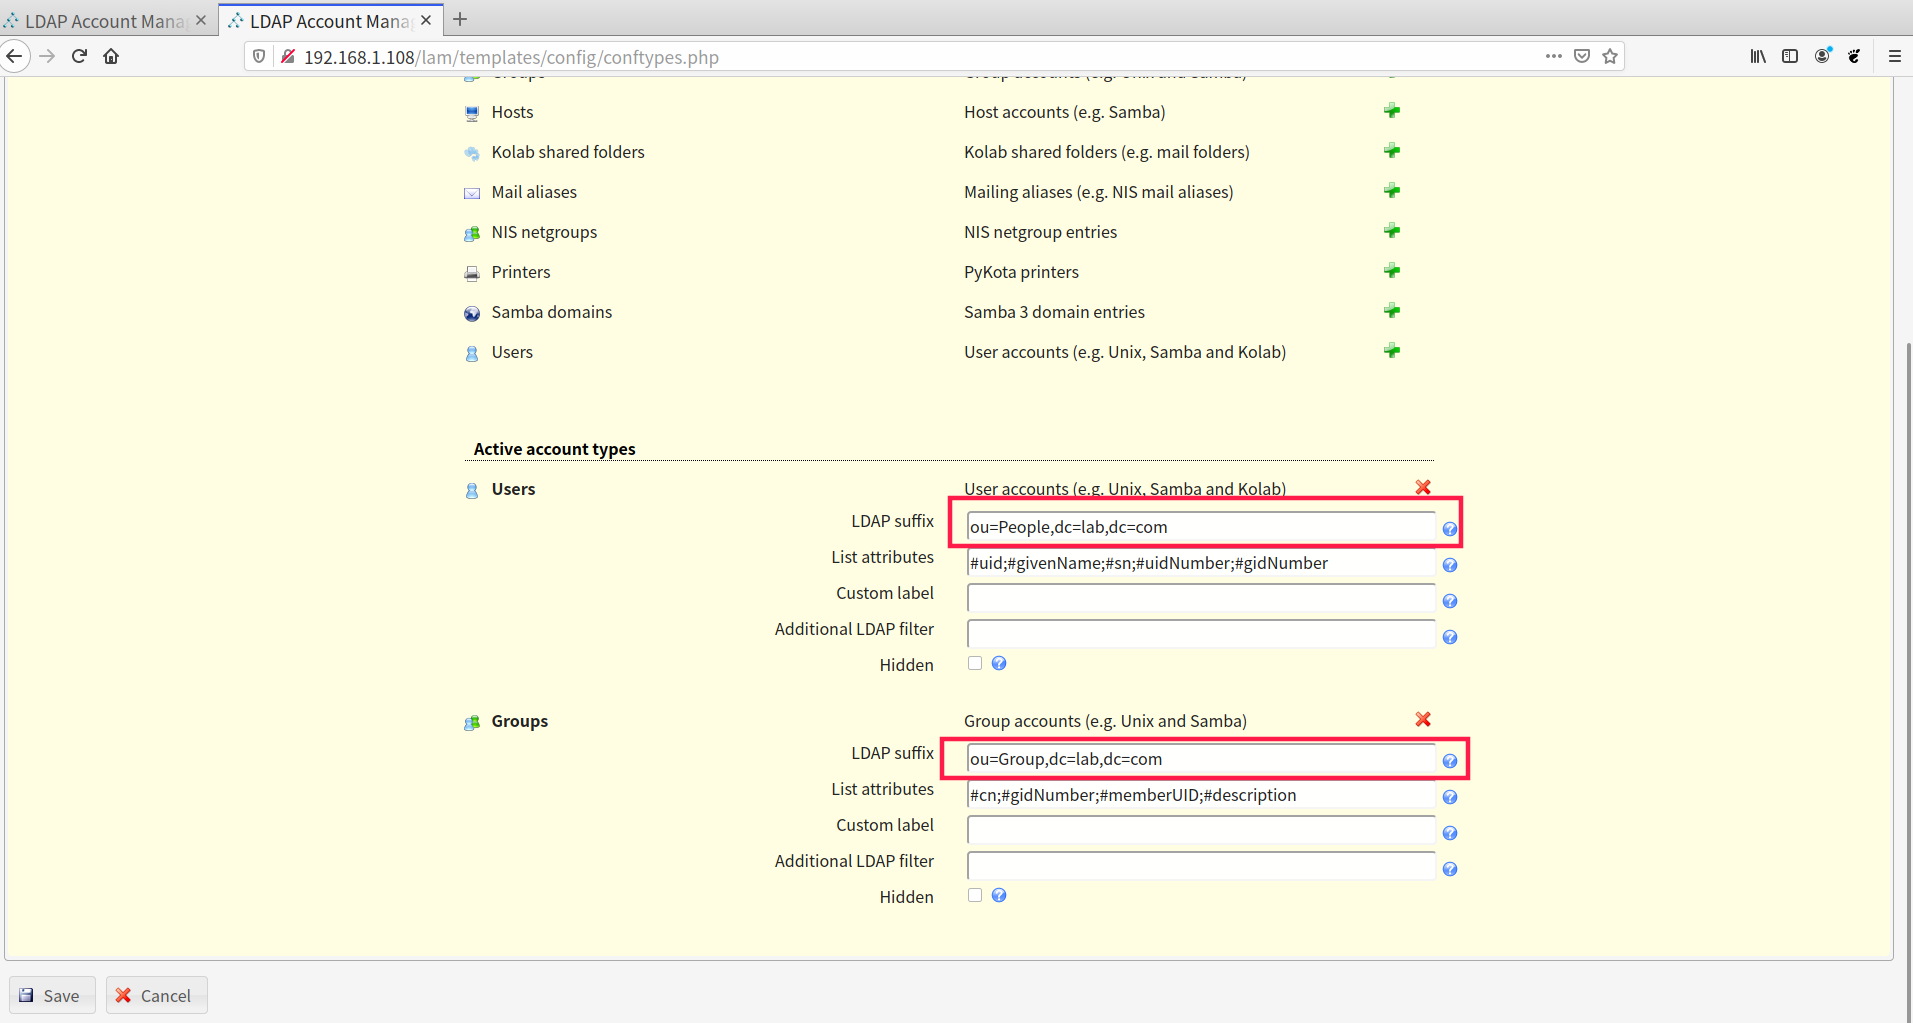 LDAP Account Mana
LDAP Account Mana
192.168.1.108/lam/templates/config/conftypes.php
Groups Group accounts (e.g. Unix and Samba)
Hosts Host accounts (e.g. Samba)
Kolab shared folders Kolab shared folders (e.g. mail folders)
Mail aliases Mailing aliases (e.g. NIS mail aliases)
NIS netgroups NIS netgroup entries
Printers PyKota printers
Samba domains Samba 3 domain entries
Users User accounts (e.g. Unix, Samba and Kolab)
Active account types
Users User accounts (e.g. Unix, Samba and Kolab)
LDAP suffix ou=People,dc=lab,dc=com
List attributes #uid;#givenName;#sn;#uidNumber;#gidNumber
Custom label
Additional LDAP filter
Hidden
Groups Group accounts (e.g. Unix and Samba)
LDAP suffix ou=Group,dc=lab,dc=com
List attributes #cn;#gidNumber;#memberUID;#description
Custom label
Additional LDAP filter
Hidden
Save Cancel